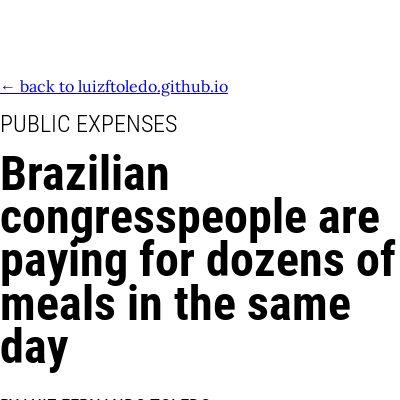 ← back to luizftoledo.github.io
PUBLIC EXPENSES
Brazilian
congresspeople are
paying for dozens of
meals in the same
day